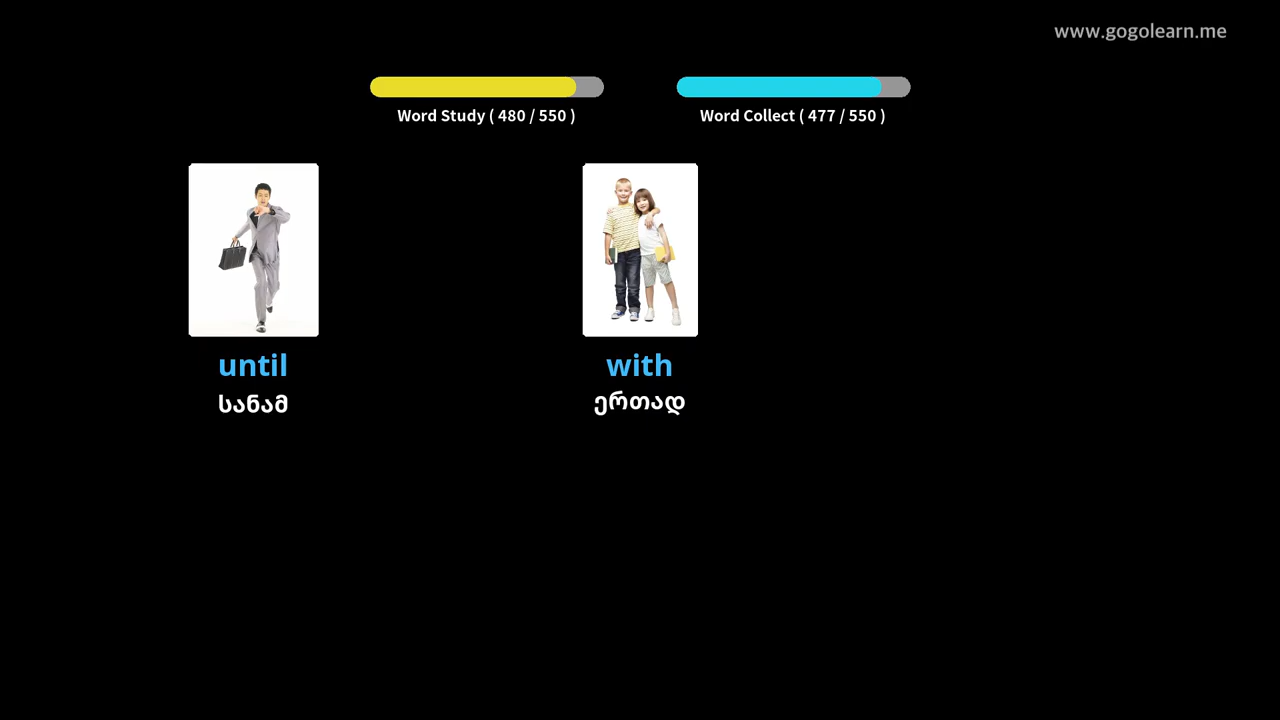 www.gogolearn.me
Word Study ( 480 / 550 )
Word Collect ( 477 / 550 )
until
with
სანამ
ერთად